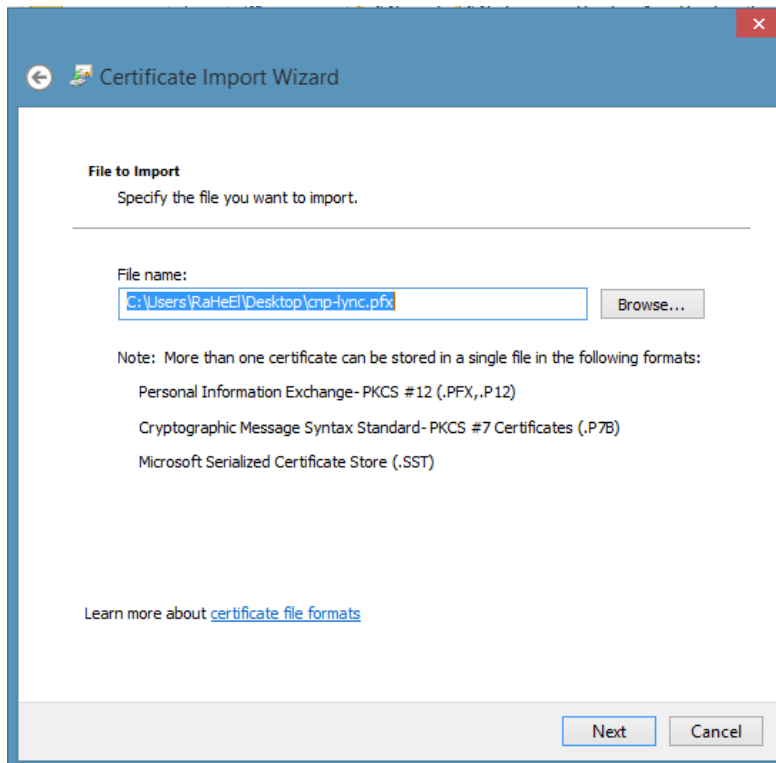 Certificate Import Wizard
File to Import
Specify the file you want to import.
File name:
C:\Users\RaHeEl\Desktop\cnp-lync.pfx
Browse...
Note: More than one certificate can be stored in a single file in the following formats:
Personal Information Exchange- PKCS #12 (.PFX,.P12)
Cryptographic Message Syntax Standard- PKCS #7 Certificates (.P7B)
Microsoft Serialized Certificate Store (.SST)
Learn more about certificate file formats
Next
Cancel